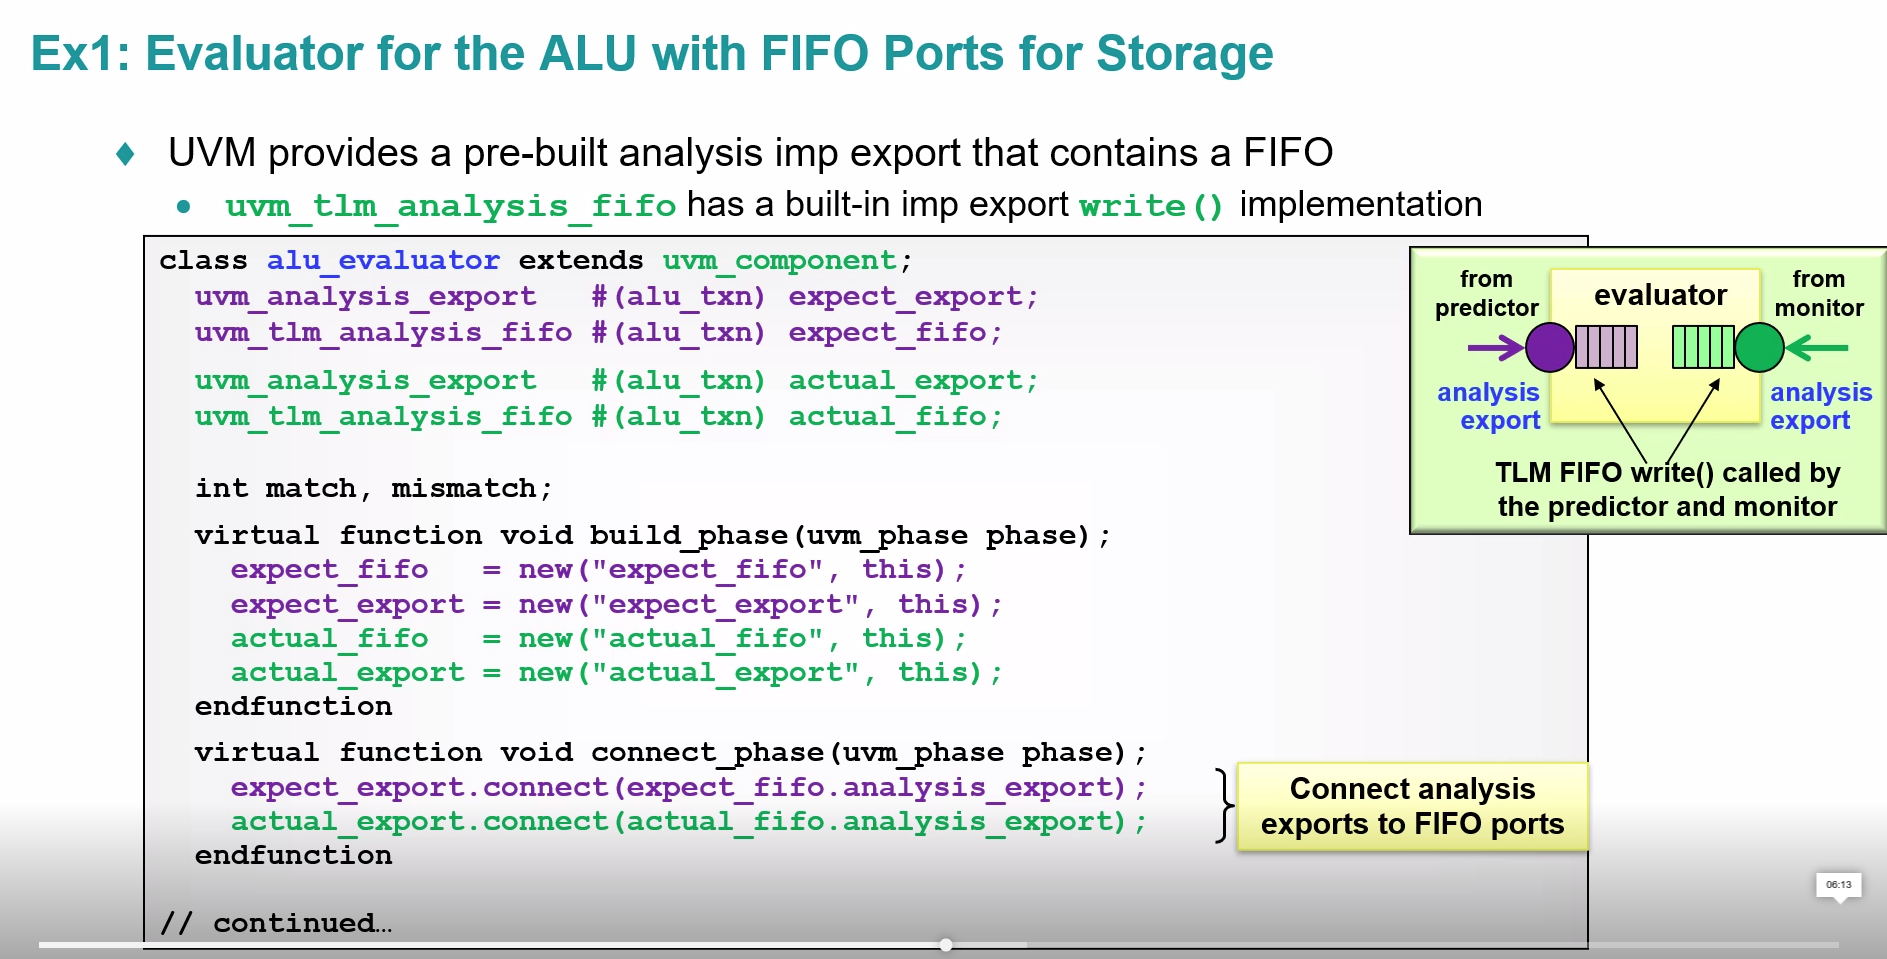 Ex1: Evaluator for the ALU with FIFO Ports for Storage
♦ UVM provides a pre-built analysis imp export that contains a FIFO
• uvm_tlm_analysis_fifo has a built-in imp export write() implementation
class alu_evaluator extends uvm_component;
  uvm_analysis_export   #(alu_txn) expect_export;
  uvm_tlm_analysis_fifo #(alu_txn) expect_fifo;
  uvm_analysis_export   #(alu_txn) actual_export;
  uvm_tlm_analysis_fifo #(alu_txn) actual_fifo;
  int match, mismatch;
  virtual function void build_phase(uvm_phase phase);
    expect_fifo   = new("expect_fifo", this);
    expect_export = new("expect_export", this);
    actual_fifo   = new("actual_fifo", this);
    actual_export = new("actual_export", this);
  endfunction
  virtual function void connect_phase(uvm_phase phase);
    expect_export.connect(expect_fifo.analysis_export);
    actual_export.connect(actual_fifo.analysis_export);
  endfunction
// continued…
from
predictor
evaluator
from
monitor
analysis
export
analysis
export
TLM FIFO write() called by
the predictor and monitor
Connect analysis
exports to FIFO ports
06:13